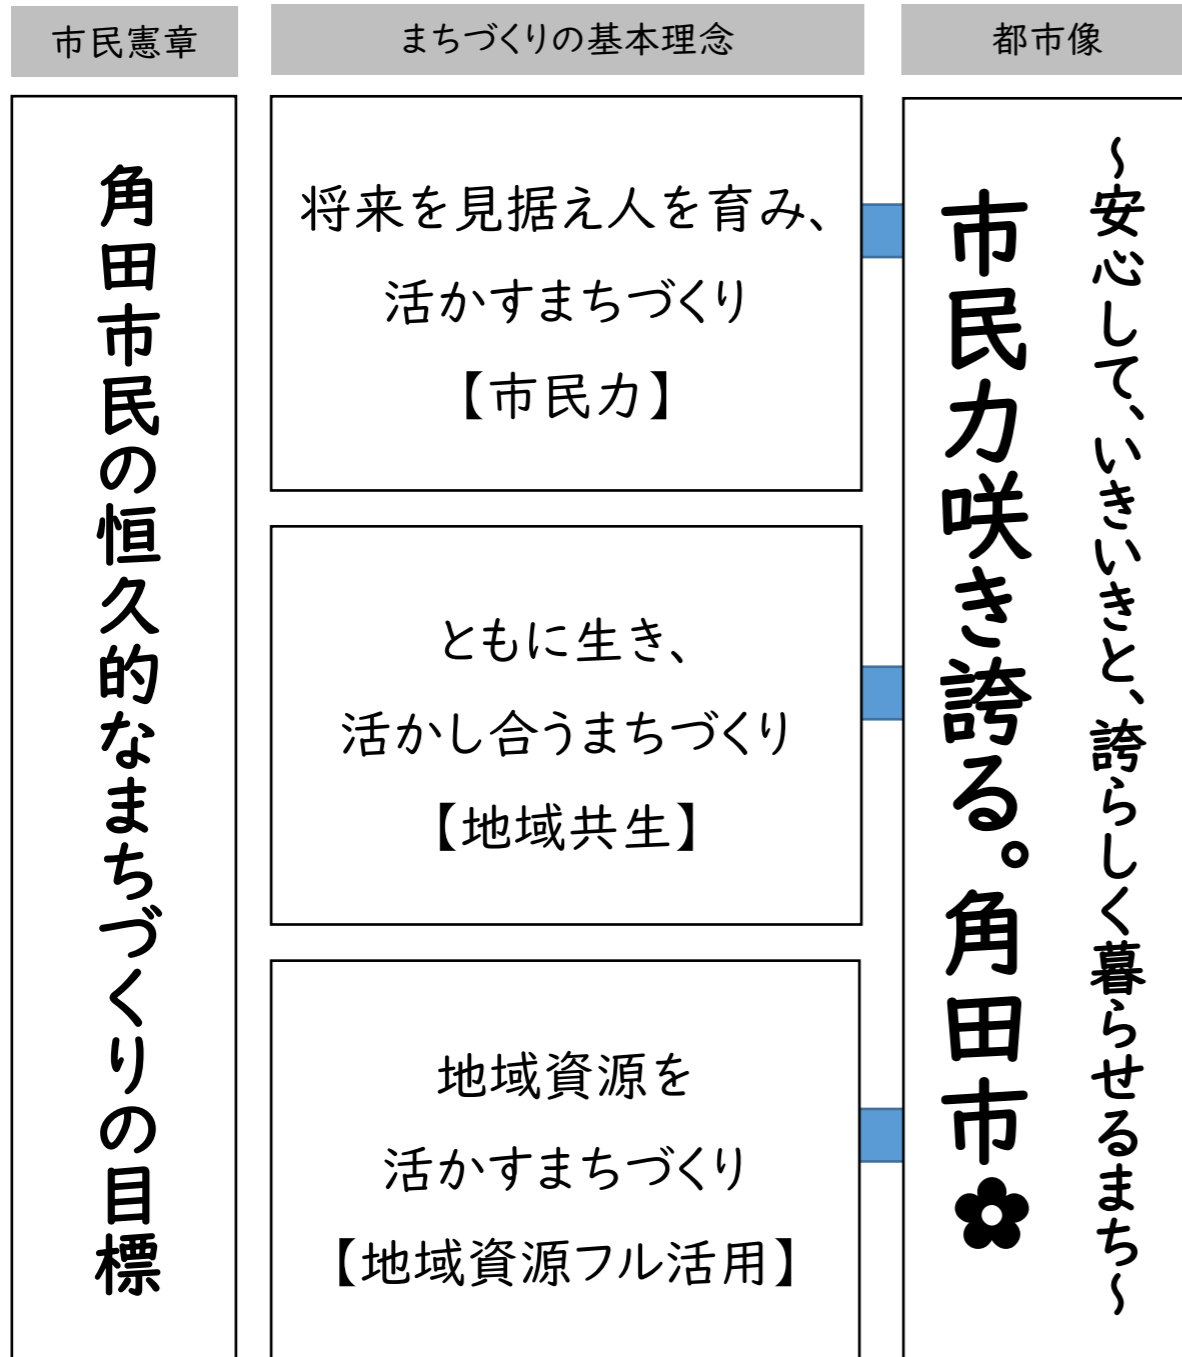 市民憲章
まちづくりの基本理念
都市像
角田市民の恒久的なまちづくりの目標
将来を見据え人を育み、
活かすまちづくり
【市民力】
ともに生き、
活かし合うまちづくり
【地域共生】
地域資源を
活かすまちづくり
【地域資源フル活用】
～安心して、いきいきと、誇らしく暮らせるまち～
市民力咲き誇る。角田市✿